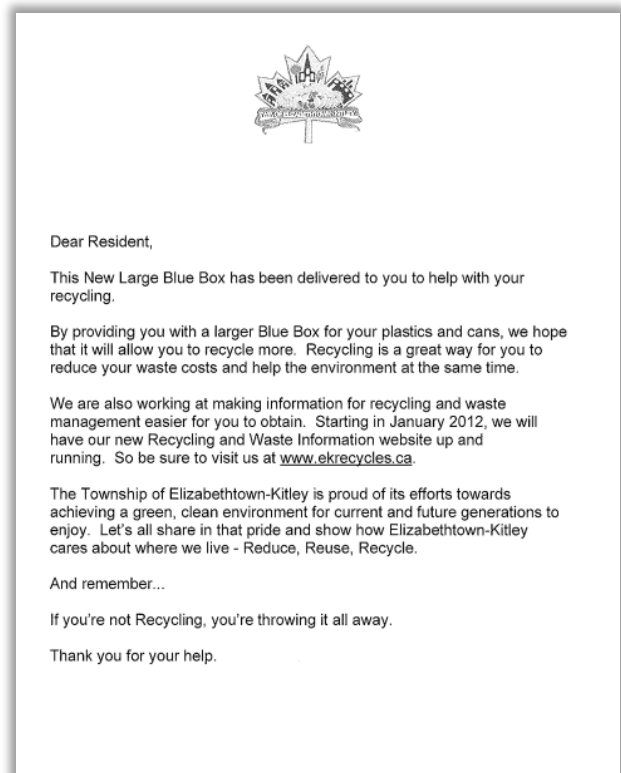 Dear Resident,
This New Large Blue Box has been delivered to you to help with your
recycling.
By providing you with a larger Blue Box for your plastics and cans, we hope
that it will allow you to recycle more.  Recycling is a great way for you to
reduce your waste costs and help the environment at the same time.
We are also working at making information for recycling and waste
management easier for you to obtain.  Starting in January 2012, we will
have our new Recycling and Waste Information website up and
running.  So be sure to visit us at www.ekrecycles.ca.
The Township of Elizabethtown-Kitley is proud of its efforts towards
achieving a green, clean environment for current and future generations to
enjoy.  Let's all share in that pride and show how Elizabethtown-Kitley
cares about where we live - Reduce, Reuse, Recycle.
And remember...
If you're not Recycling, you're throwing it all away.
Thank you for your help.